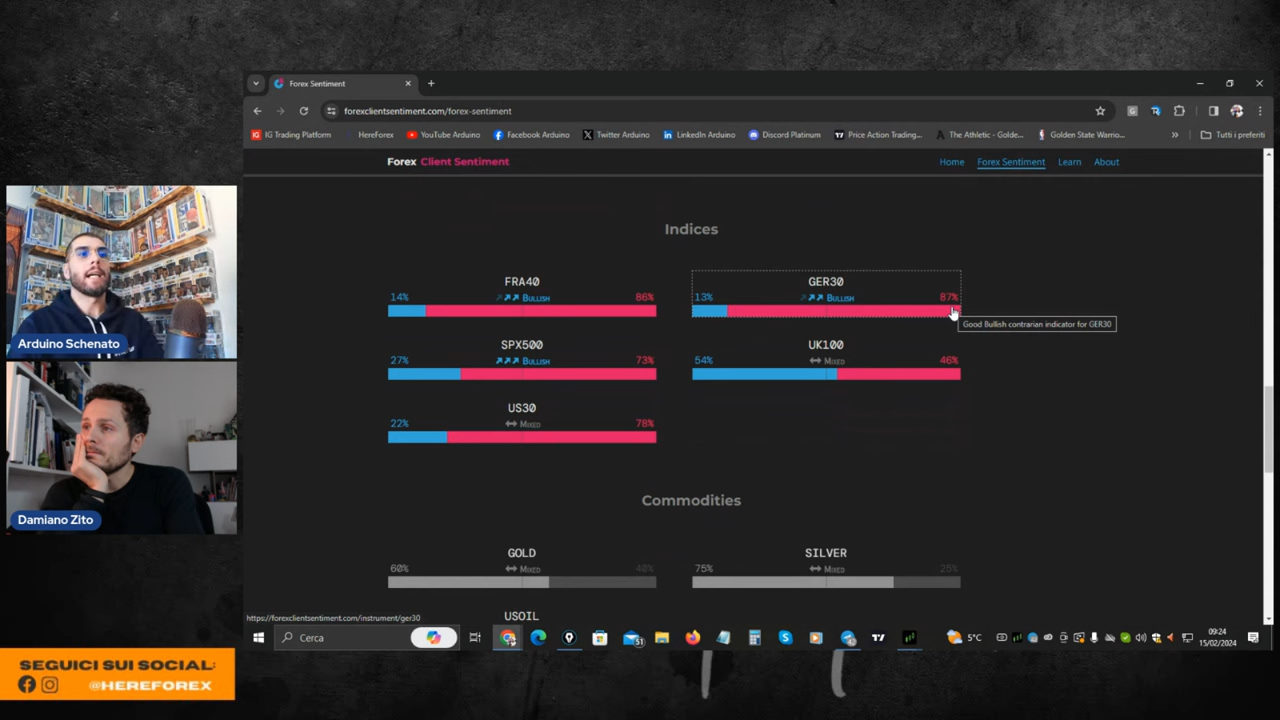 Forex Sentiment
forexclientsentiment.com/forex-sentiment
IG Trading Platform
HereForex
YouTube Arduino
Facebook Arduino
Twitter Arduino
LinkedIn Arduino
Discord Platinum
Price Action Trading...
The Athletic - Golde...
Golden State Warrio...
Tutti i preferiti
Forex Client Sentiment
Home
Forex Sentiment
Learn
About
Indices
FRA40
14% BULLISH 86%
GER30
13% BULLISH 87%
Good Bullish contrarian indicator for GER30
SPX500
27% BULLISH 73%
UK100
54% MIXED 46%
US30
22% MIXED 78%
Commodities
GOLD
60% MIXED 40%
SILVER
75% MIXED 25%
USOIL
https://forexclientsentiment.com/instrument/ger30
Cerca
51
5°C
09:24
15/02/2024
Arduino Schenato
Damiano Zito
SEGUICI SUI SOCIAL:
@HEREFOREX